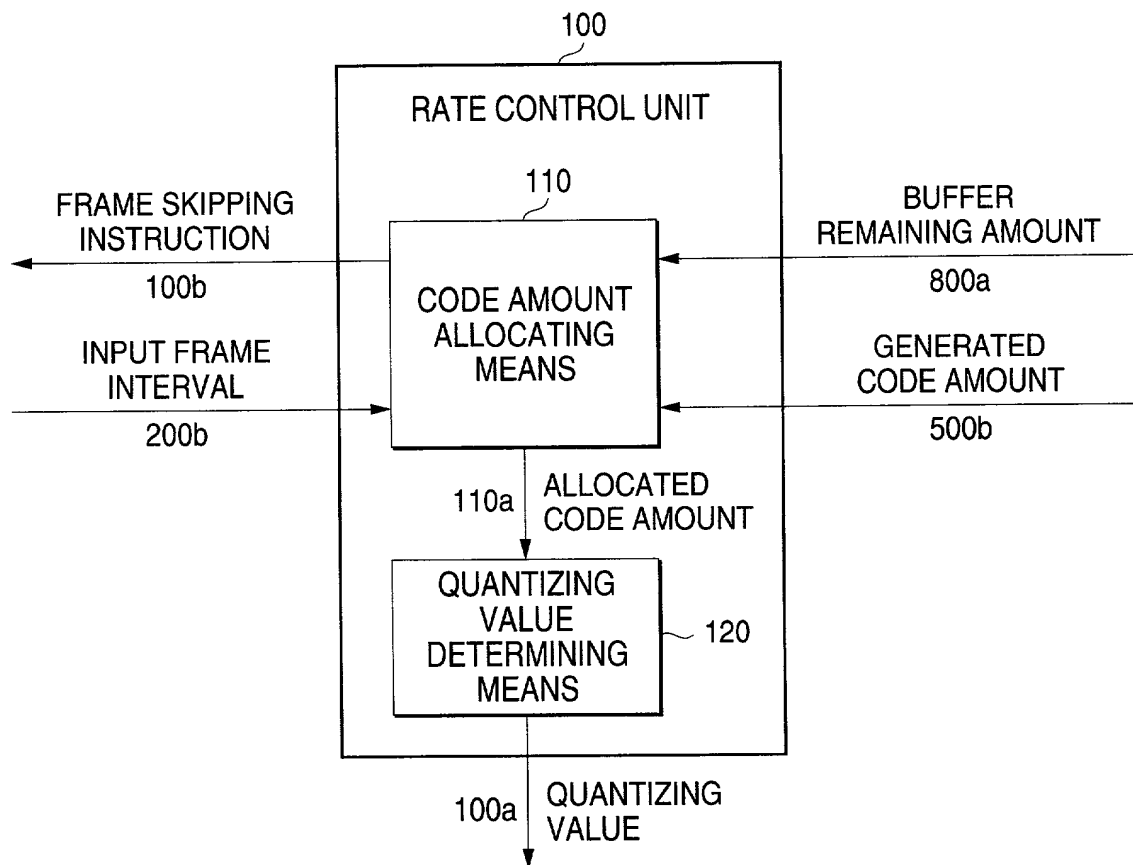 100
RATE CONTROL UNIT
110
FRAME SKIPPING
INSTRUCTION
100b
BUFFER
REMAINING AMOUNT
800a
CODE AMOUNT
ALLOCATING
MEANS
INPUT FRAME
INTERVAL
200b
GENERATED
CODE AMOUNT
500b
110a
ALLOCATED
CODE AMOUNT
QUANTIZING
VALUE
DETERMINING
MEANS
120
100a
QUANTIZING
VALUE